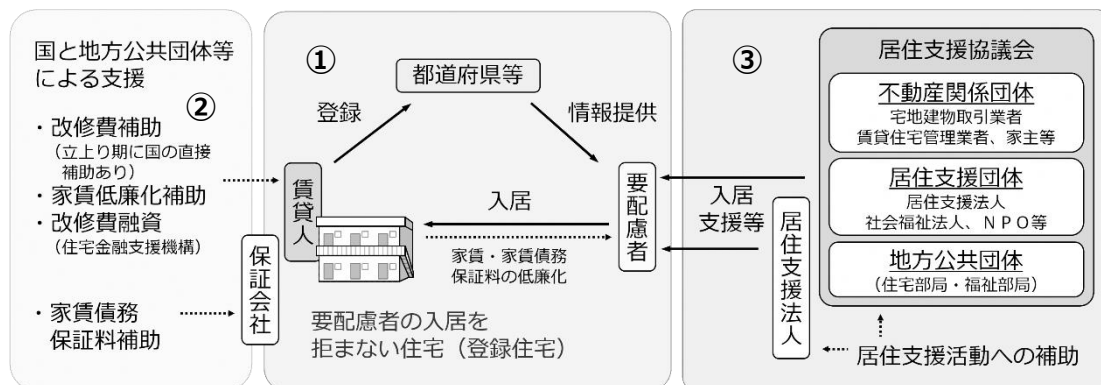 国と地方公共団体等
による支援
②
・改修費補助
（立上り期に国の直接
補助あり）
・家賃低廉化補助
・改修費融資
（住宅金融支援機構）
・家賃債務
保証料補助
保証会社
①
都道府県等
登録
情報提供
賃貸人
要配慮者
入居
家賃・家賃債務
保証料の低廉化
要配慮者の入居を
拒まない住宅（登録住宅）
③
入居
支援等
居住支援法人
居住支援協議会
不動産関係団体
宅地建物取引業者
賃貸住宅管理業者、家主等
居住支援団体
居住支援法人
社会福祉法人、ＮＰＯ等
地方公共団体
（住宅部局・福祉部局）
居住支援活動への補助